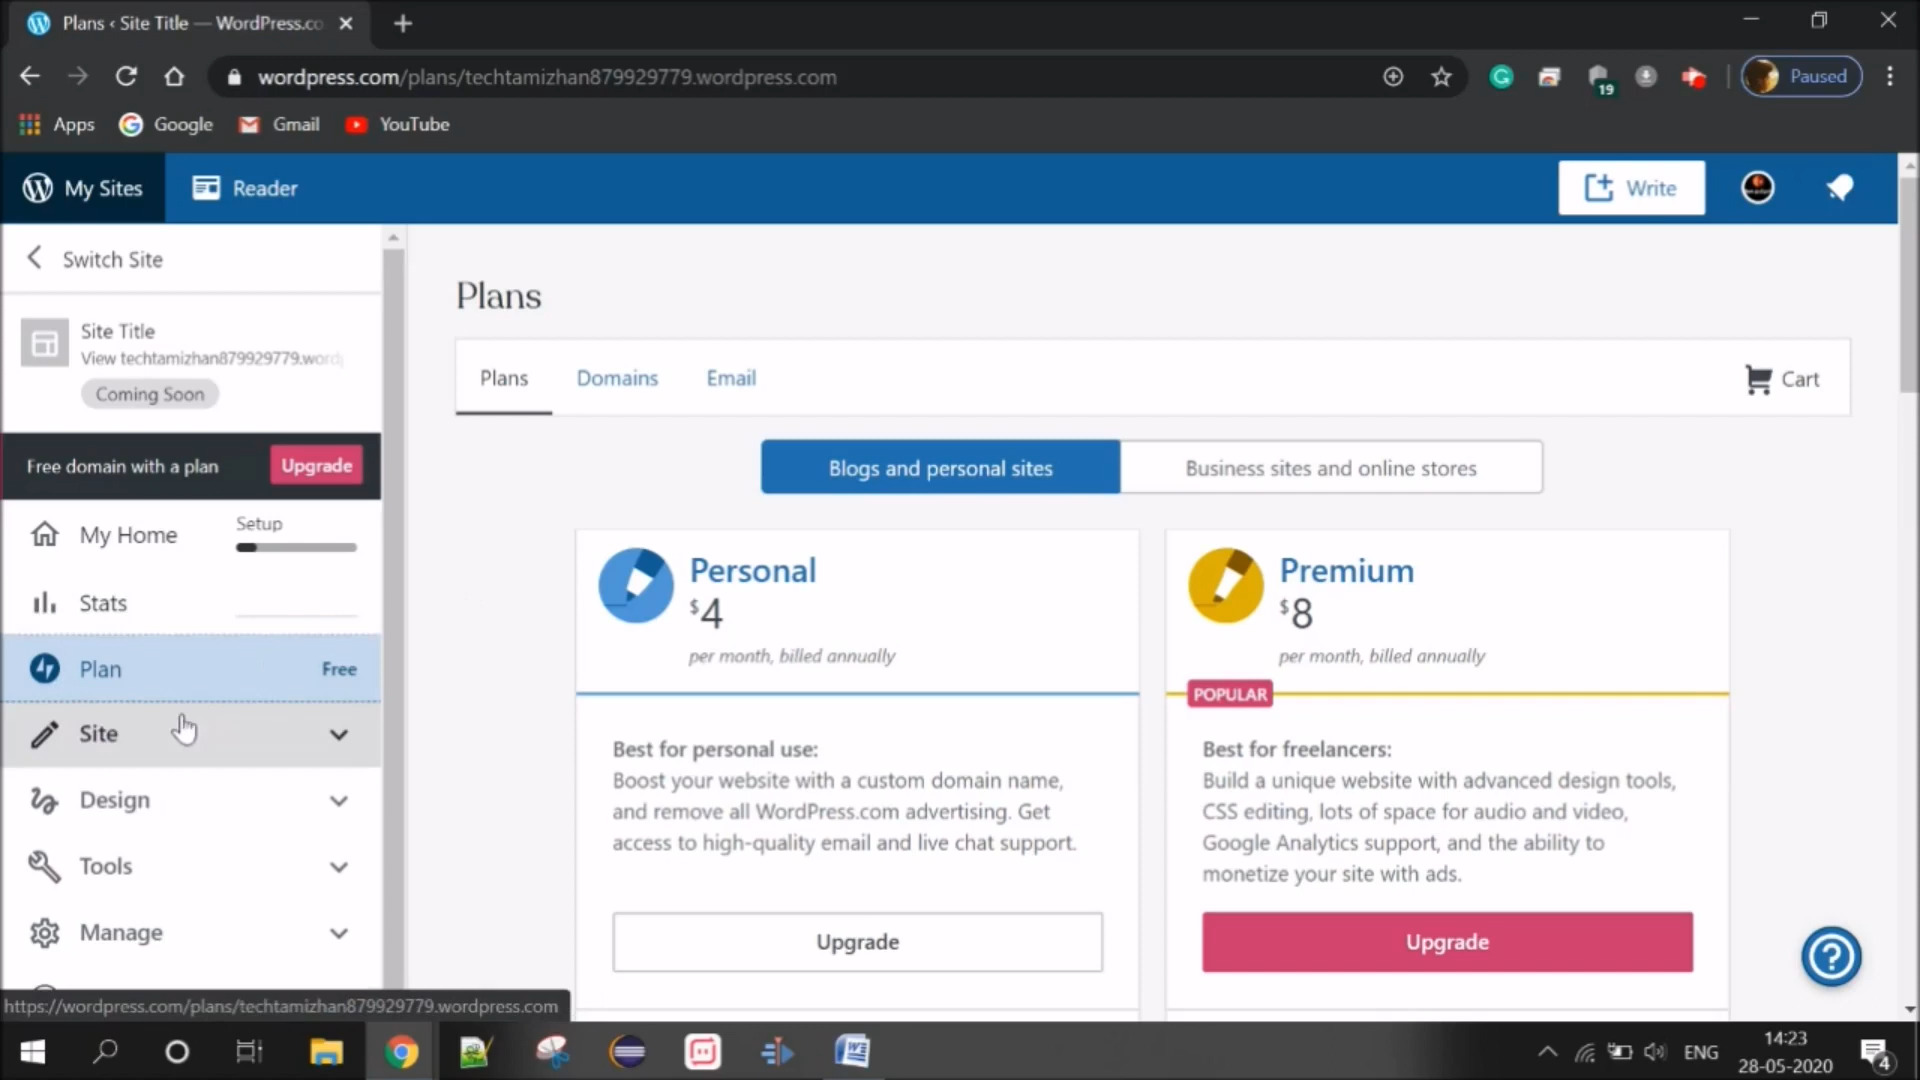 Plans ‹ Site Title — WordPress.co
wordpress.com/plans/techtamizhan879929779.wordpress.com
19
Paused
Apps
Google
Gmail
YouTube
My Sites
Reader
Write
Switch Site
Site Title
View techtamizhan879929779.word
Coming Soon
Free domain with a plan
Upgrade
My Home
Setup
Stats
Plan
Free
Site
Design
Tools
Manage
https://wordpress.com/plans/techtamizhan879929779.wordpress.com
Plans
Plans
Domains
Email
Cart
Blogs and personal sites
Business sites and online stores
Personal
$4
per month, billed annually
Best for personal use:
Boost your website with a custom domain name,
and remove all WordPress.com advertising. Get
access to high-quality email and live chat support.
Upgrade
Premium
$8
per month, billed annually
POPULAR
Best for freelancers:
Build a unique website with advanced design tools,
CSS editing, lots of space for audio and video,
Google Analytics support, and the ability to
monetize your site with ads.
Upgrade
ENG
14:23
28-05-2020
4